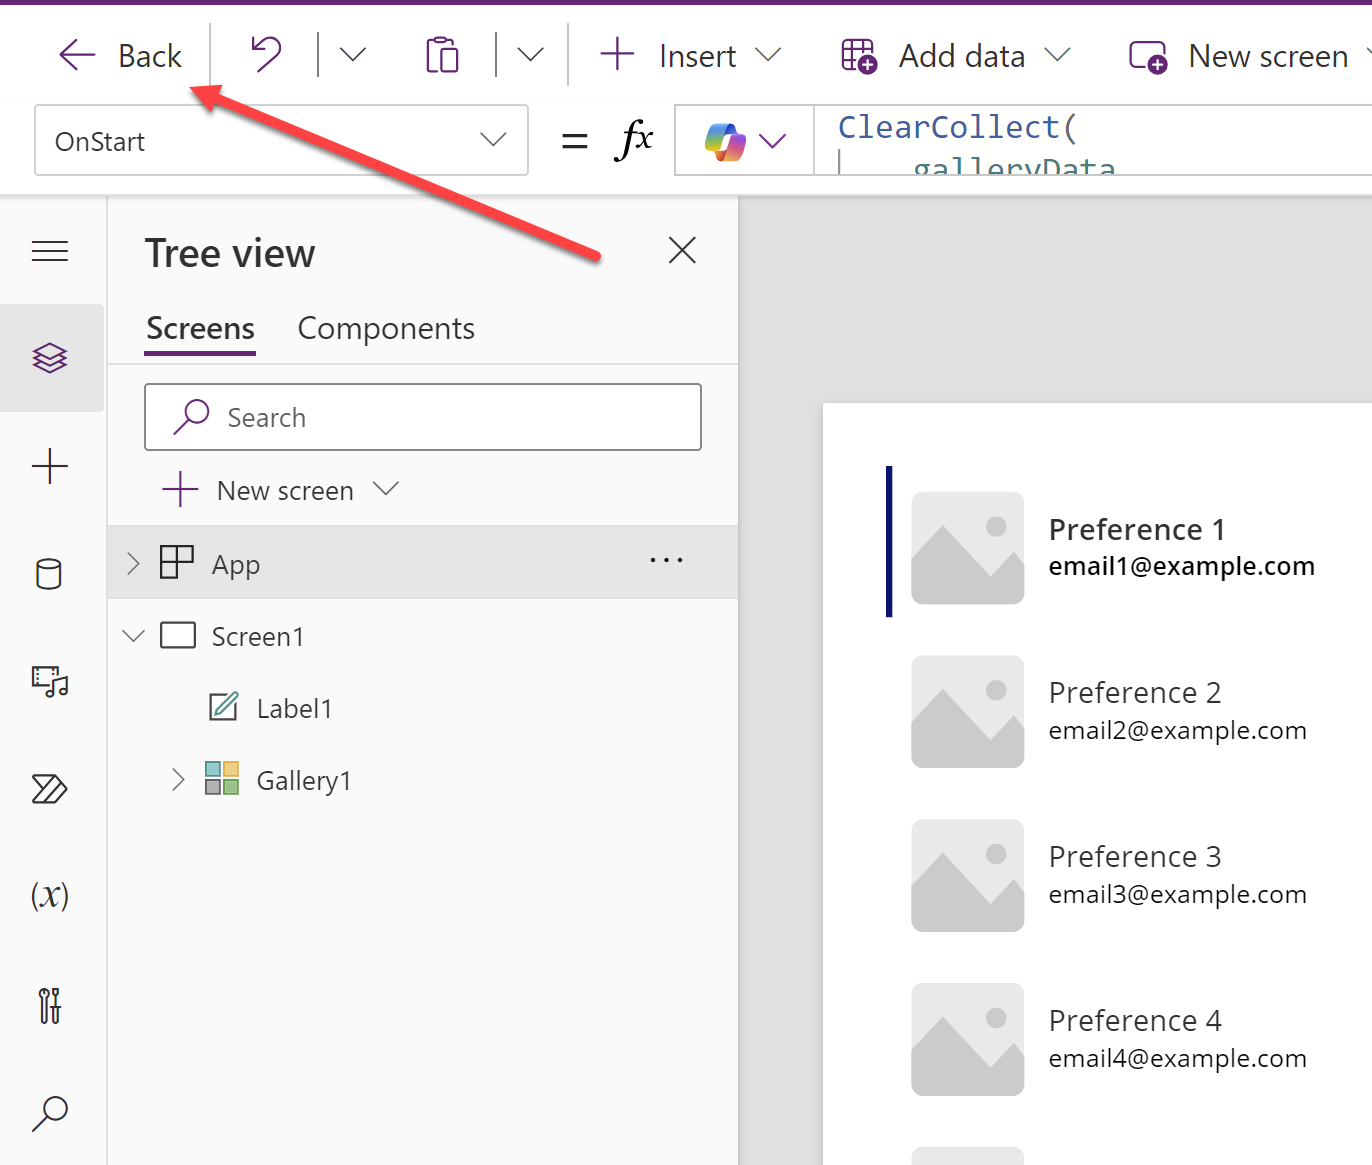 Back
Insert
Add data
New screen
OnStart
= fx
ClearCollect(
galleryData
Tree view
Screens Components
Search
New screen
App
...
Screen1
Label1
Gallery1
(x)
Preference 1
email1@example.com
Preference 2
email2@example.com
Preference 3
email3@example.com
Preference 4
email4@example.com